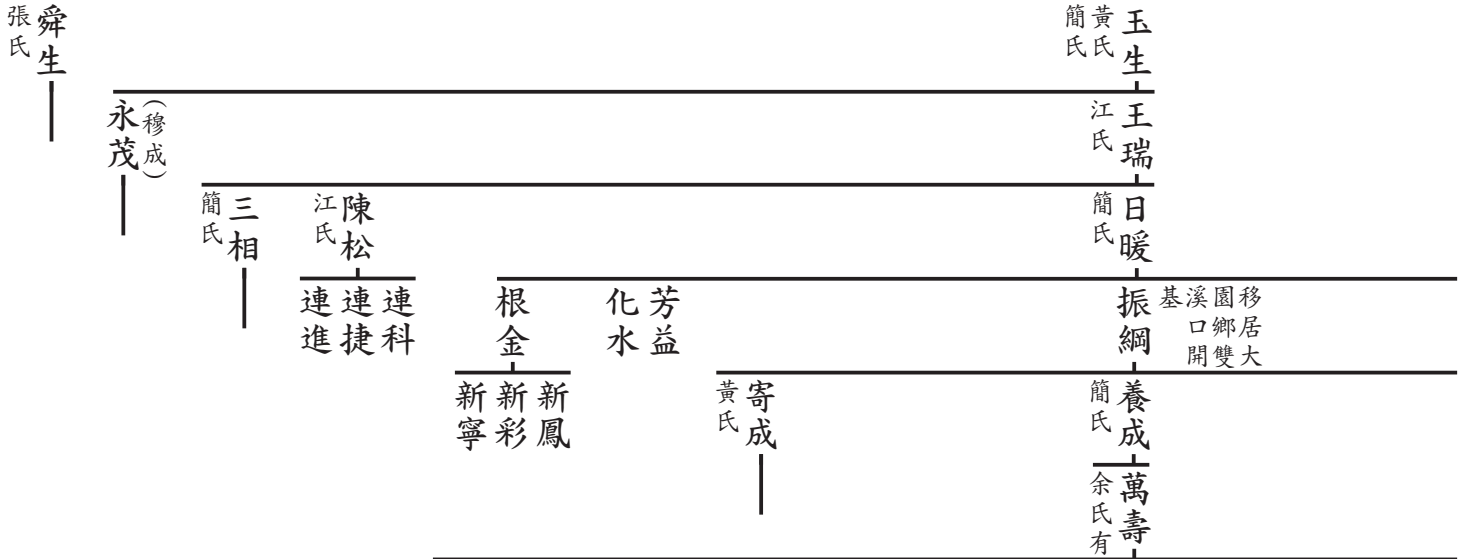 玉生
黃氏
簡氏
舜生
張氏
王瑞
江氏
(穆成)
永茂
日暖
簡氏
陳松
江氏
三相
簡氏
移居大
園鄉雙
溪口開
基
振綱
芳益
化水
根金
連科
連捷
連進
養成
簡氏
寄成
黃氏
新鳳
新彩
新寧
萬壽
余氏有